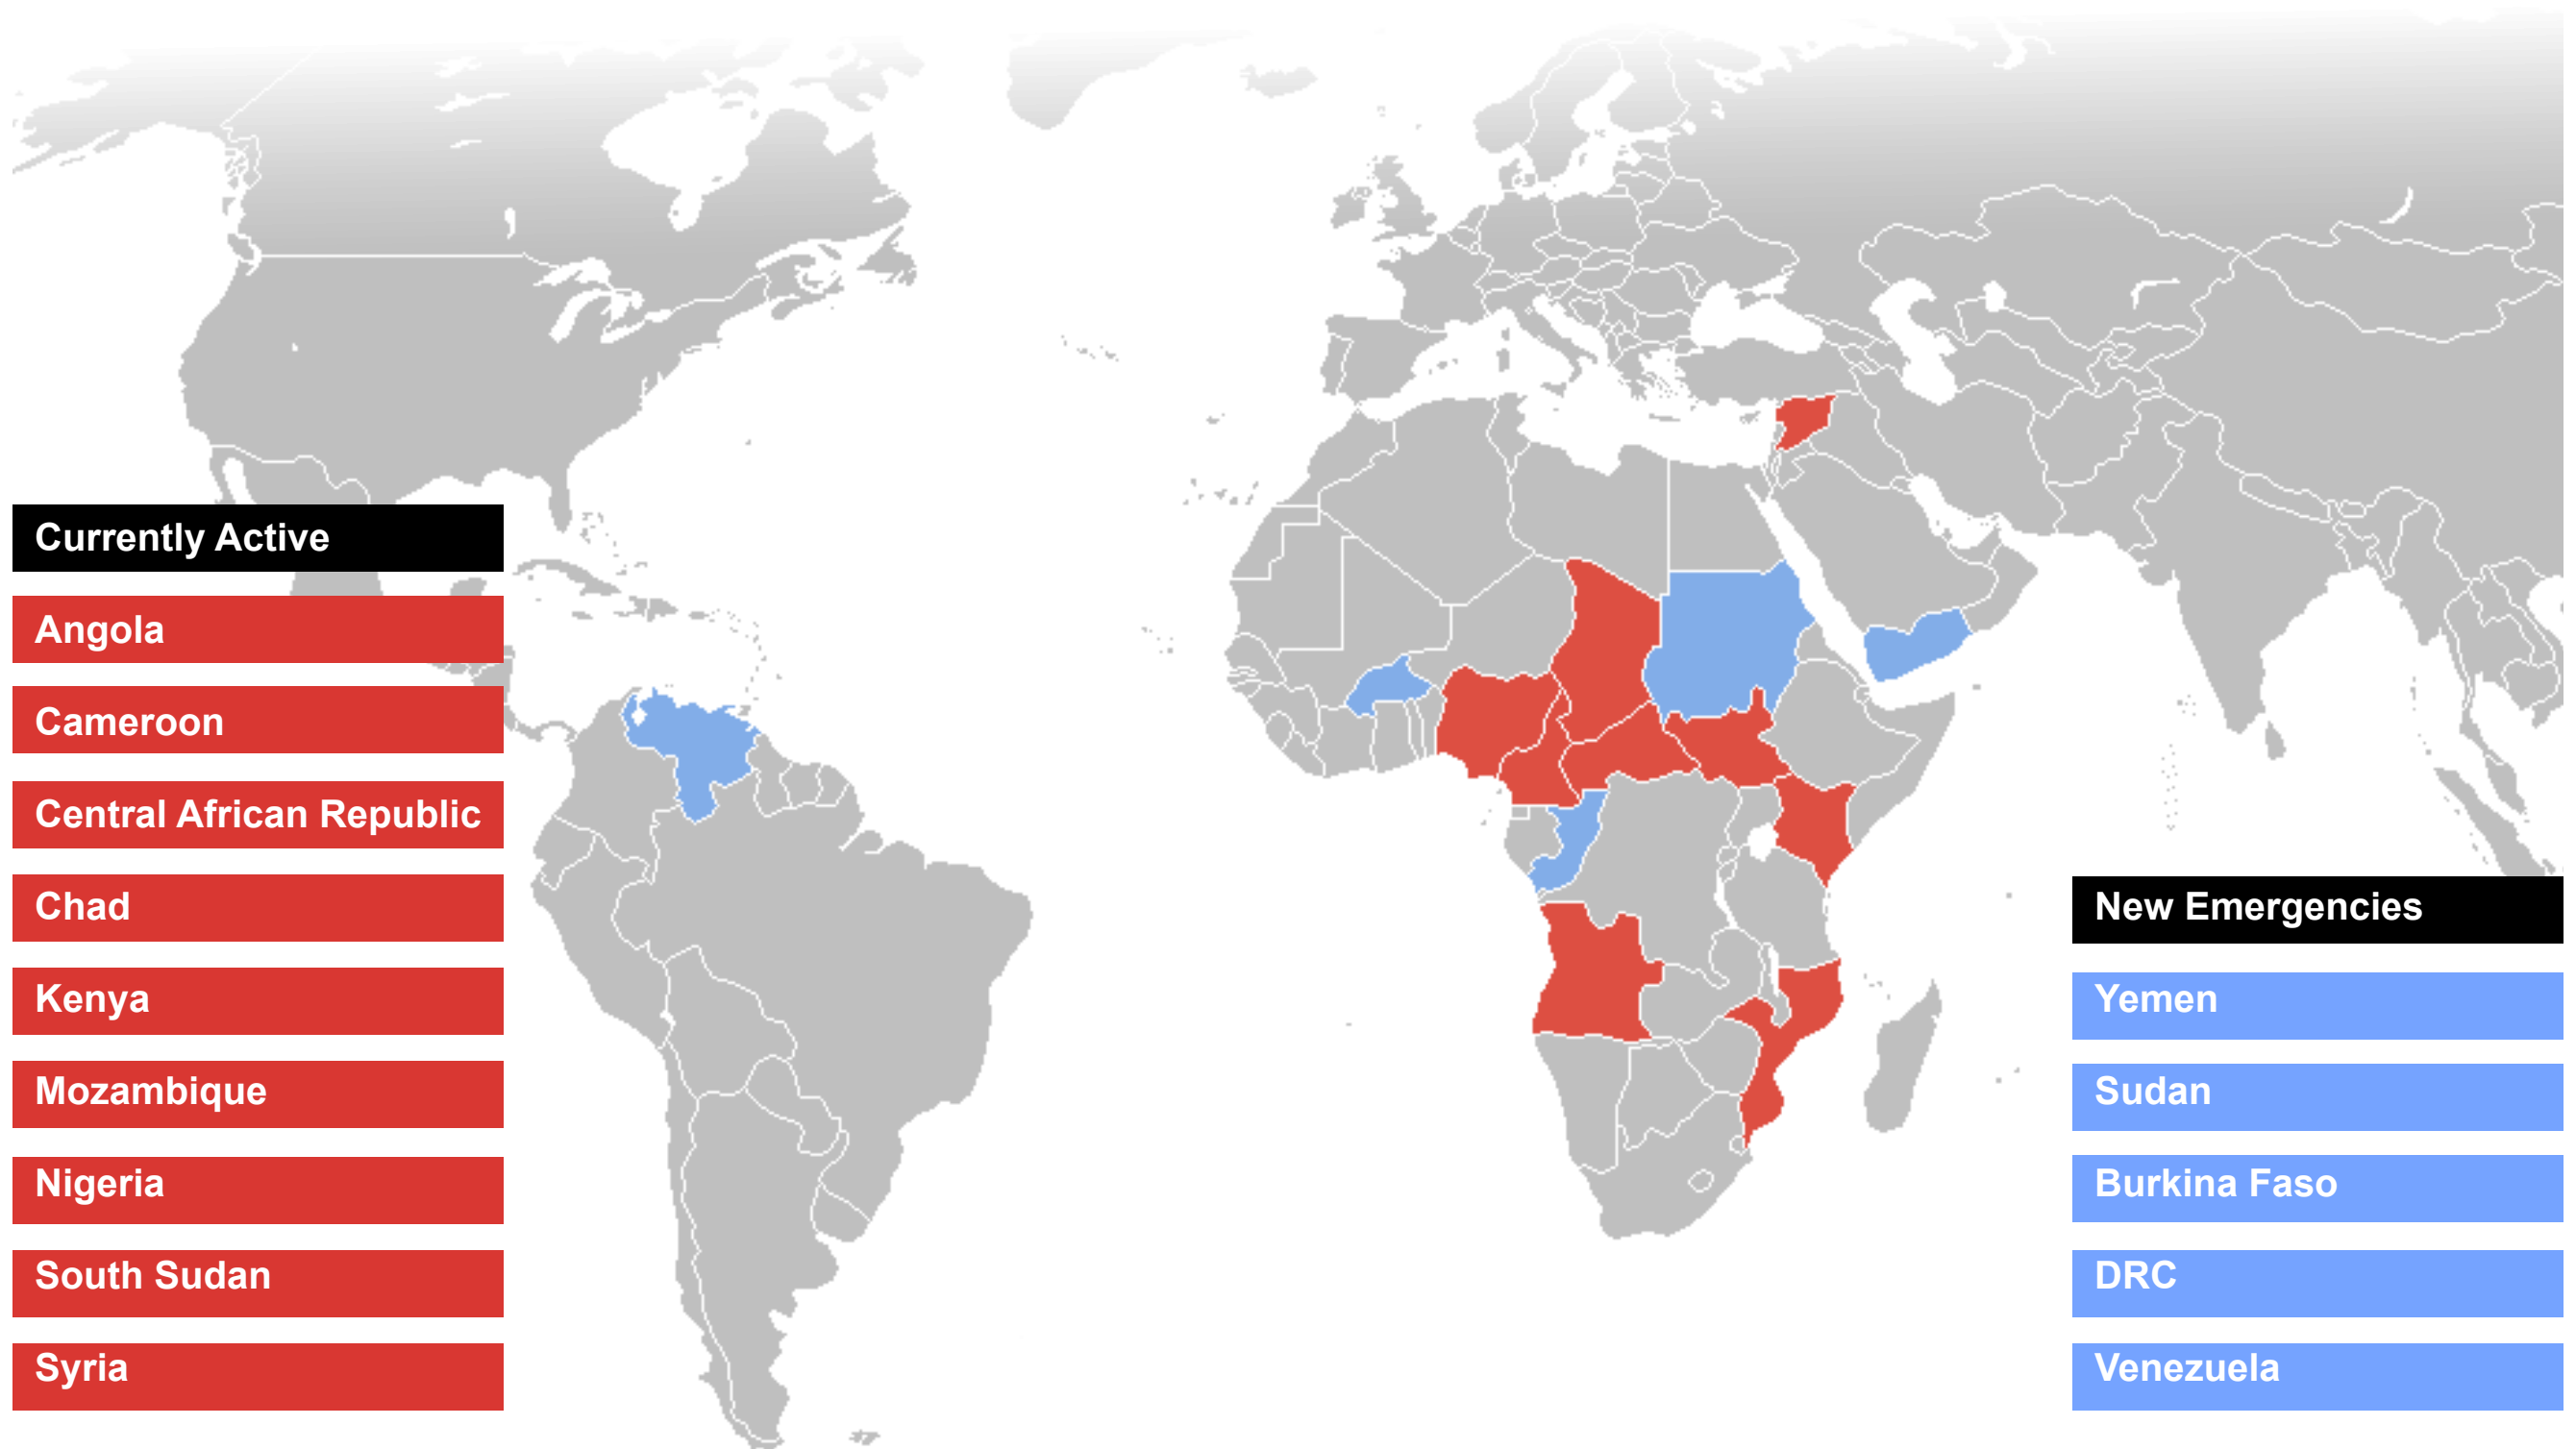 Currently Active
Angola
Cameroon
Central African Republic
Chad
Kenya
Mozambique
Nigeria
South Sudan
Syria
New Emergencies
Yemen
Sudan
Burkina Faso
DRC
Venezuela